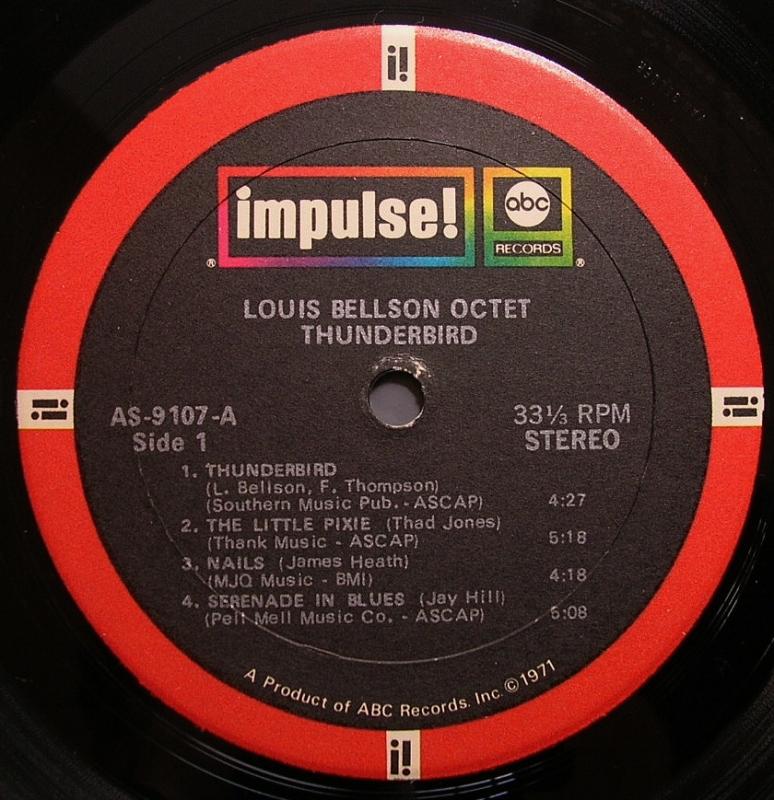 i!
impulse!
abc
RECORDS
®
®
LOUIS BELLSON OCTET
THUNDERBIRD
AS-9107-A
Side 1
33⅓ RPM
STEREO
i!
i!
1. THUNDERBIRD
(L. Bellson, F. Thompson)
(Southern Music Pub. - ASCAP) 4:27
2. THE LITTLE PIXIE (Thad Jones)
(Thank Music - ASCAP) 5:18
3. NAILS (James Heath)
(MJQ Music - BMI) 4:18
4. SERENADE IN BLUES (Jay Hill)
(Pell Mell Music Co. - ASCAP) 5:08
A Product of ABC Records. Inc. ©1971
i!